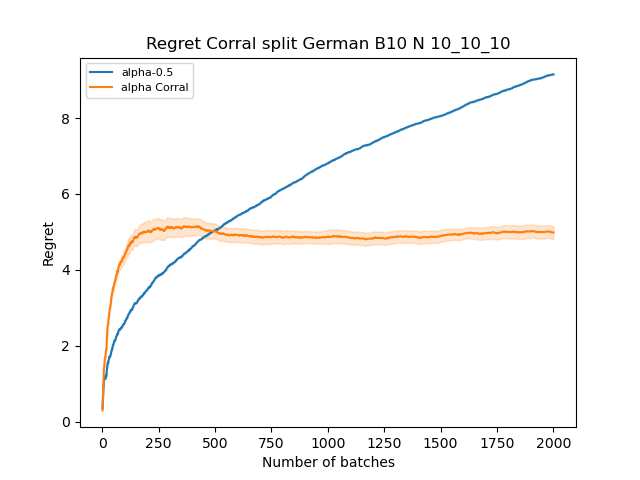 Regret Corral split German B10 N 10_10_10
alpha-0.5
alpha Corral
Regret
8
6
4
2
0
0 250 500 750 1000 1250 1500 1750 2000
Number of batches